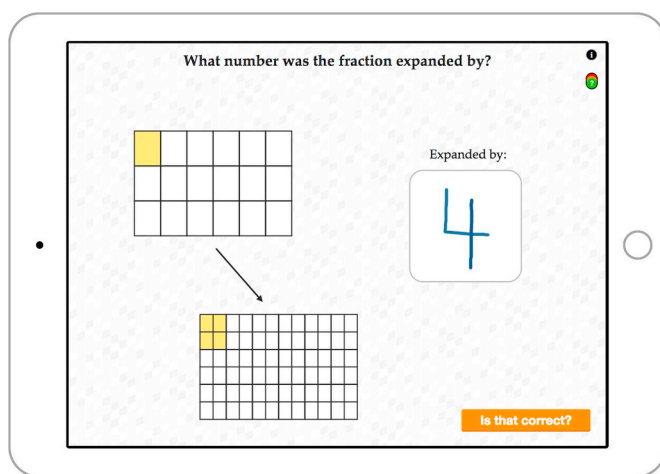 What number was the fraction expanded by?
i
?
Expanded by:
4
Is that correct?